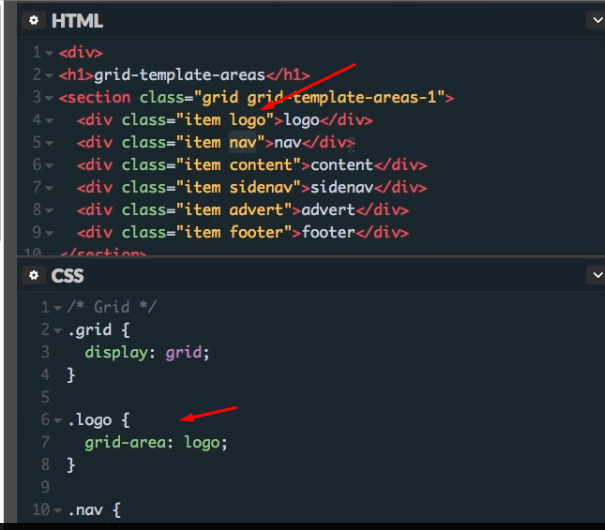 HTML
1 <div>
2 <h1>grid-template-areas</h1>
3 <section class="grid grid-template-areas-1">
4 <div class="item logo">logo</div>
5 <div class="item nav">nav</div>
6 <div class="item content">content</div>
7 <div class="item sidenav">sidenav</div>
8 <div class="item advert">advert</div>
9 <div class="item footer">footer</div>
10 </section>
CSS
1 /* Grid */
2 .grid {
3 display: grid;
4 }
5
6 .logo {
7 grid-area: logo;
8 }
9
10 .nav {